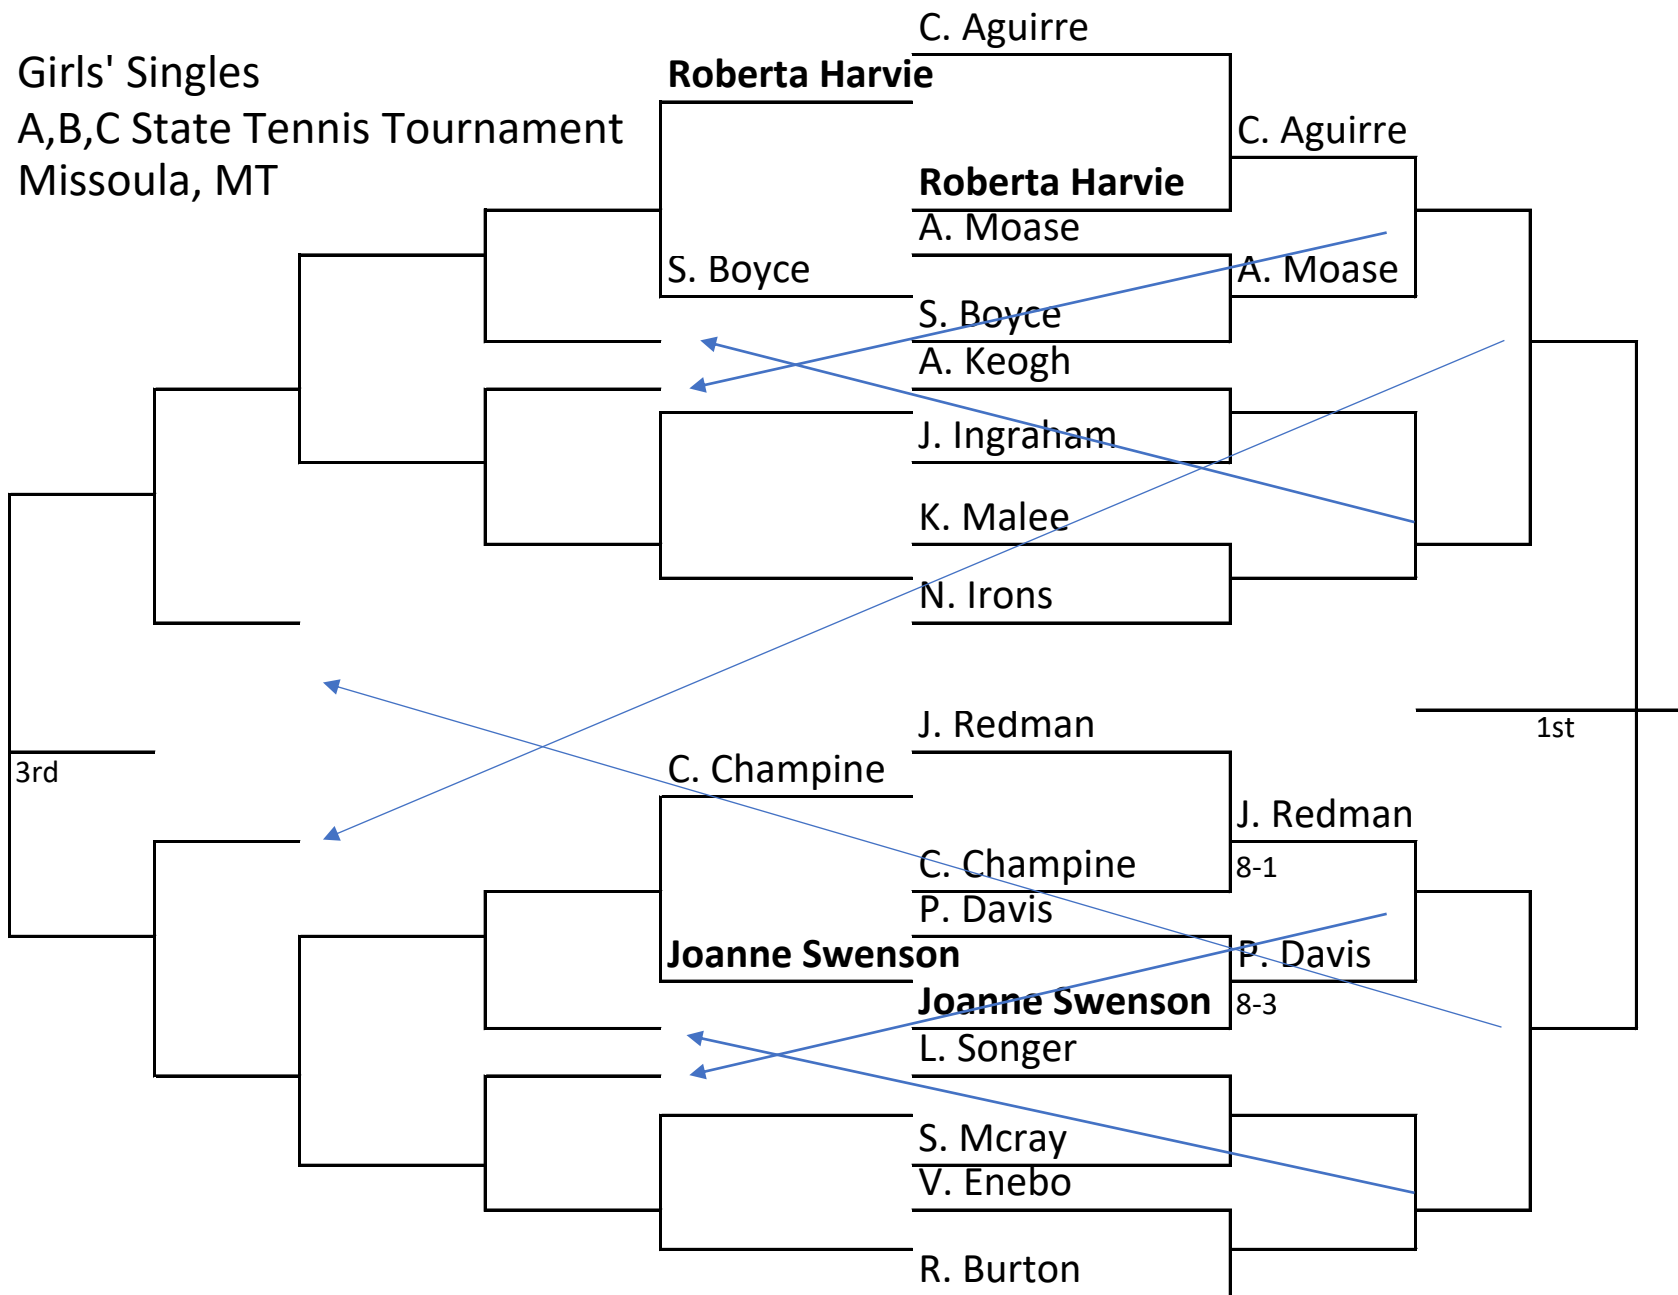 Girls' Singles
A,B,C State Tennis Tournament
Missoula, MT
Roberta Harvie
S. Boyce
C. Aguirre
Roberta Harvie
A. Moase
S. Boyce
A. Keogh
J. Ingraham
K. Malee
N. Irons
C. Aguirre
A. Moase
3rd
C. Champine
Joanne Swenson
J. Redman
C. Champine
P. Davis
Joanne Swenson
L. Songer
S. Mcray
V. Enebo
R. Burton
J. Redman
8-1
P. Davis
8-3
1st